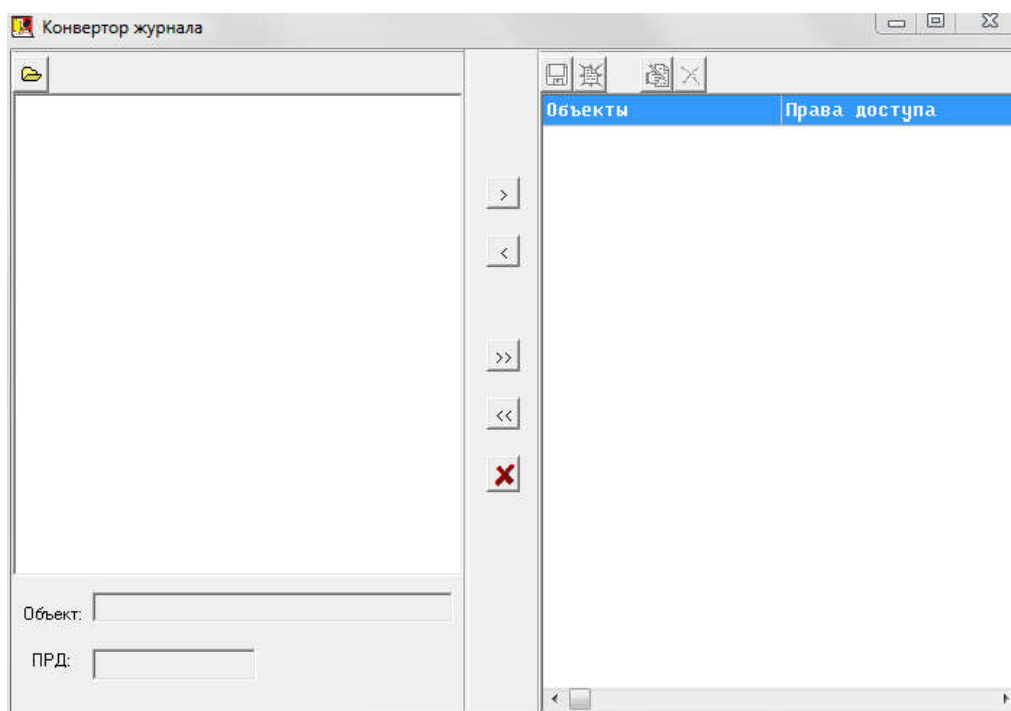 Конвертор журнала
Объекты Права доступа
>
<
>>
<<
Объект:
ПРД: